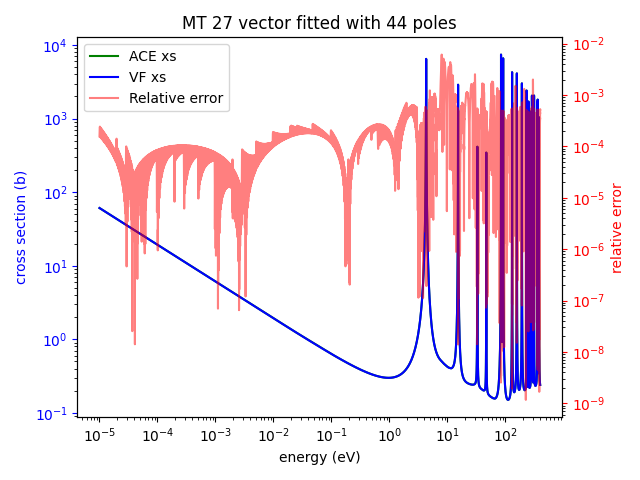 MT 27 vector fitted with 44 poles
ACE xs
VF xs
Relative error
cross section (b)
10^4
10^3
10^2
10^1
10^0
10^-1
10^-2
10^-3
10^-4
10^-5
10^-6
10^-7
10^-8
10^-9
relative error
10^-5 10^-4 10^-3 10^-2 10^-1 10^0 10^1 10^2
energy (eV)